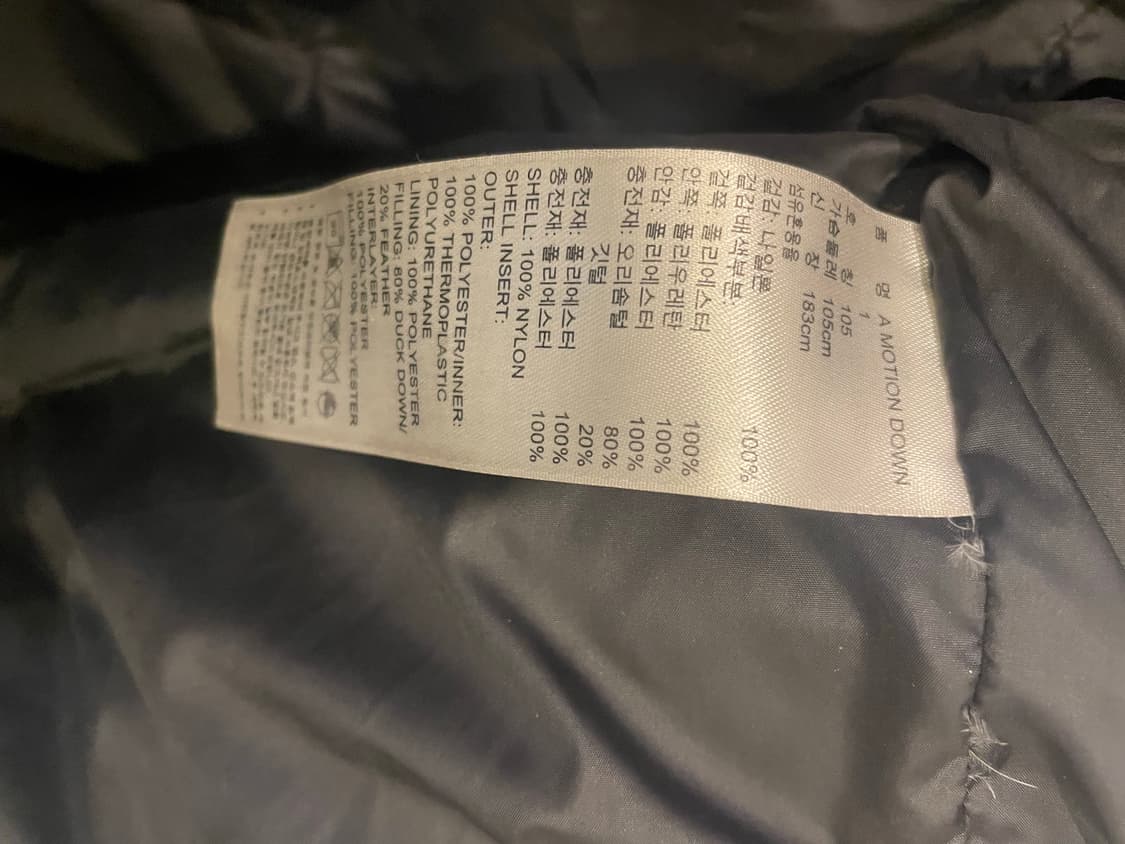 품 명 A MOTION DOWN
호 칭 105
1
가슴둘레 105cm
신 장 183cm
섬유혼용율
겉감: 나일론 100%
겉감배색부분
겉쪽: 폴리에스터 100%
안쪽: 폴리우레탄 100%
안감: 폴리에스터 100%
충전재: 오리솜털 80%
깃털 20%
충전재: 폴리에스터 100%
충전재: 폴리에스터 100%
SHELL: 100% NYLON
SHELL INSERT:
OUTER:
100% POLYESTER/INNER:
100% THERMOPLASTIC
POLYURETHANE
LINING: 100% POLYESTER
FILLING: 80% DUCK DOWN/
20% FEATHER
INTERLAYER:
100% POLYESTER
FILLING: 100% POLYESTER